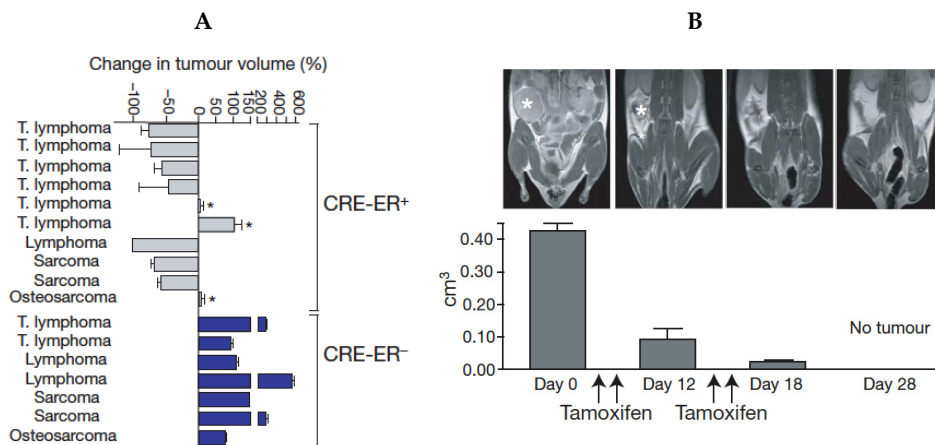 A
Change in tumour volume (%)
-100
-50
0
50
100
150
200
400
600
T. lymphoma
T. lymphoma
T. lymphoma
T. lymphoma
T. lymphoma *
T. lymphoma *
Lymphoma
Sarcoma
Sarcoma
Osteosarcoma *
CRE-ER+
T. lymphoma
T. lymphoma
Lymphoma
Lymphoma
Sarcoma
Sarcoma
Osteosarcoma
CRE-ER−
B
* *
cm³
0.40
0.30
0.20
0.10
0.00
No tumour
Day 0 Day 12 Day 18 Day 28
Tamoxifen Tamoxifen